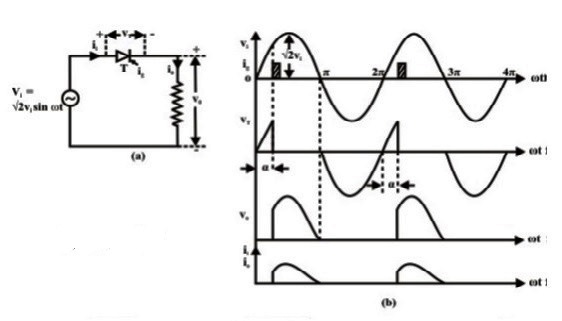 + v_T -
i_i
T i_g i_o
+
V_i =
√2v_i sin ωt
v_o
-
(a)
v_i
√2v_i
i_g
0 π 2π 3π 4π ωt
v_T
ωt
α α
v_o
ωt
i_i
i_o
ωt
(b)